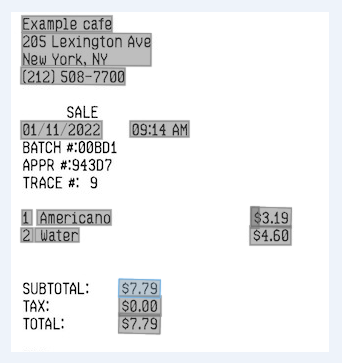 Example cafe
205 Lexington Ave
New York, NY
(212) 508-7700
SALE
01/11/2022 09:14 AM
BATCH #:00BD1
APPR #:943D7
TRACE #: 9
1 Americano $3.19
2 Water $4.60
SUBTOTAL: $7.79
TAX: $0.00
TOTAL: $7.79